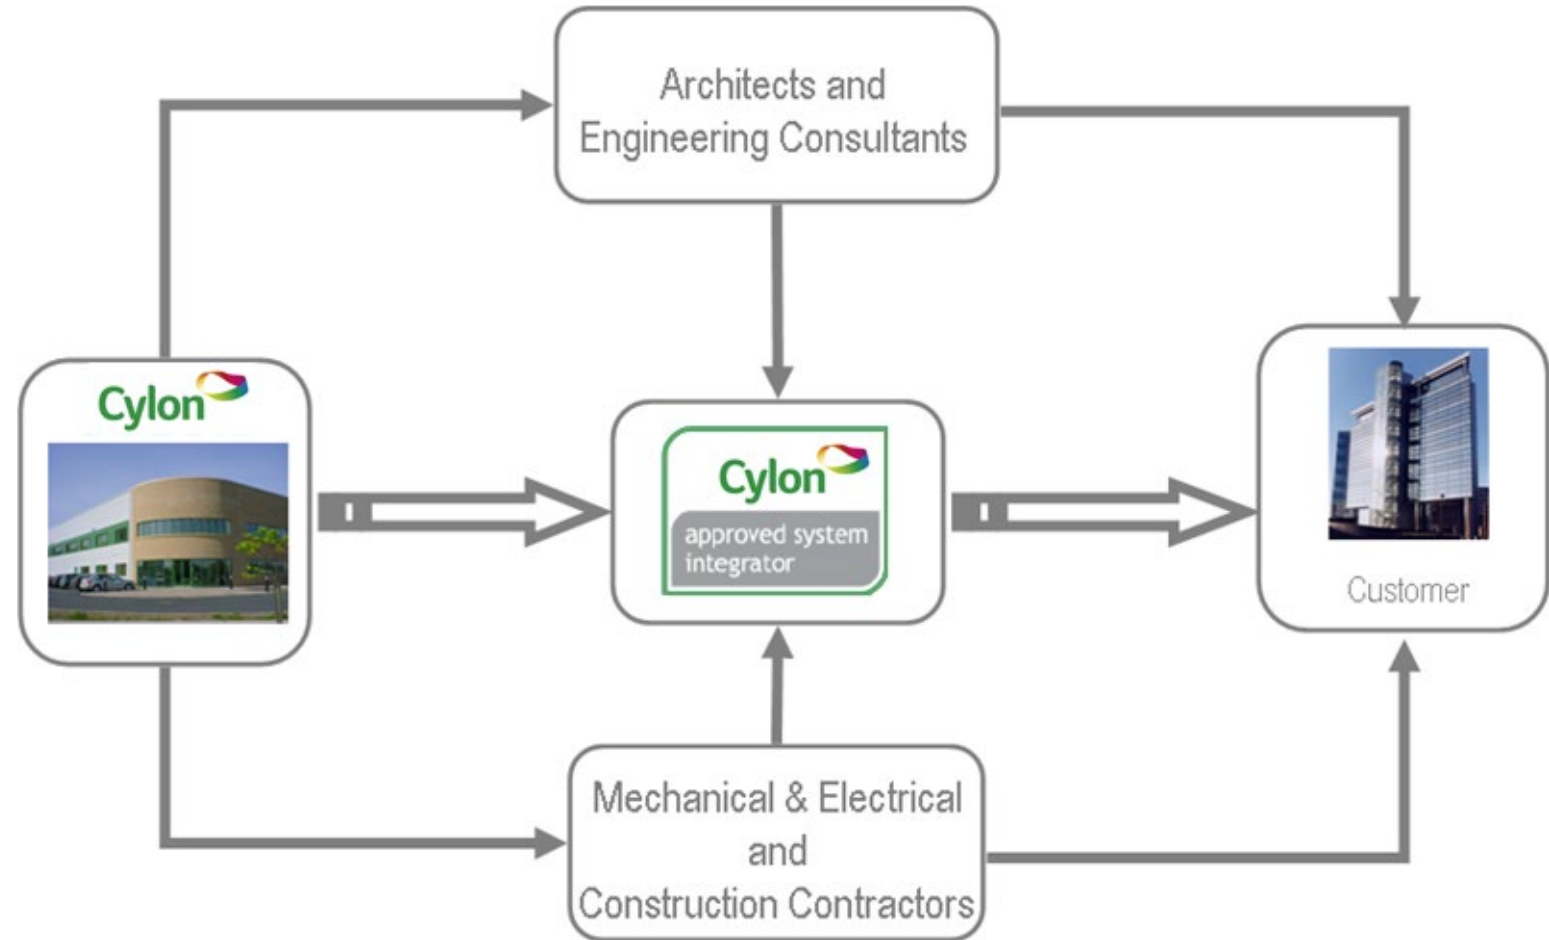 Architects and
Engineering Consultants
Cylon
Cylon
approved system
integrator
Customer
Mechanical & Electrical
and
Construction Contractors